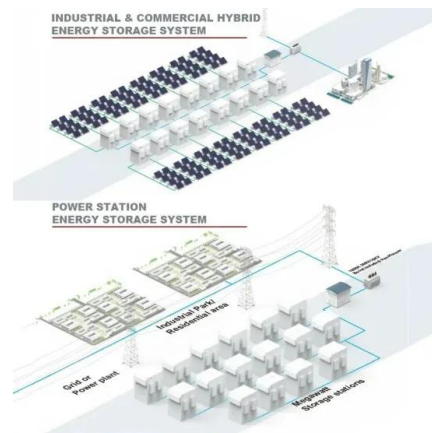 INDUSTRIAL & COMMERCIAL HYBRID
ENERGY STORAGE SYSTEM
POWER STATION
ENERGY STORAGE SYSTEM
Industrial Park/
Residential area
Grid or
Power plant
Megawatt
Storage stations